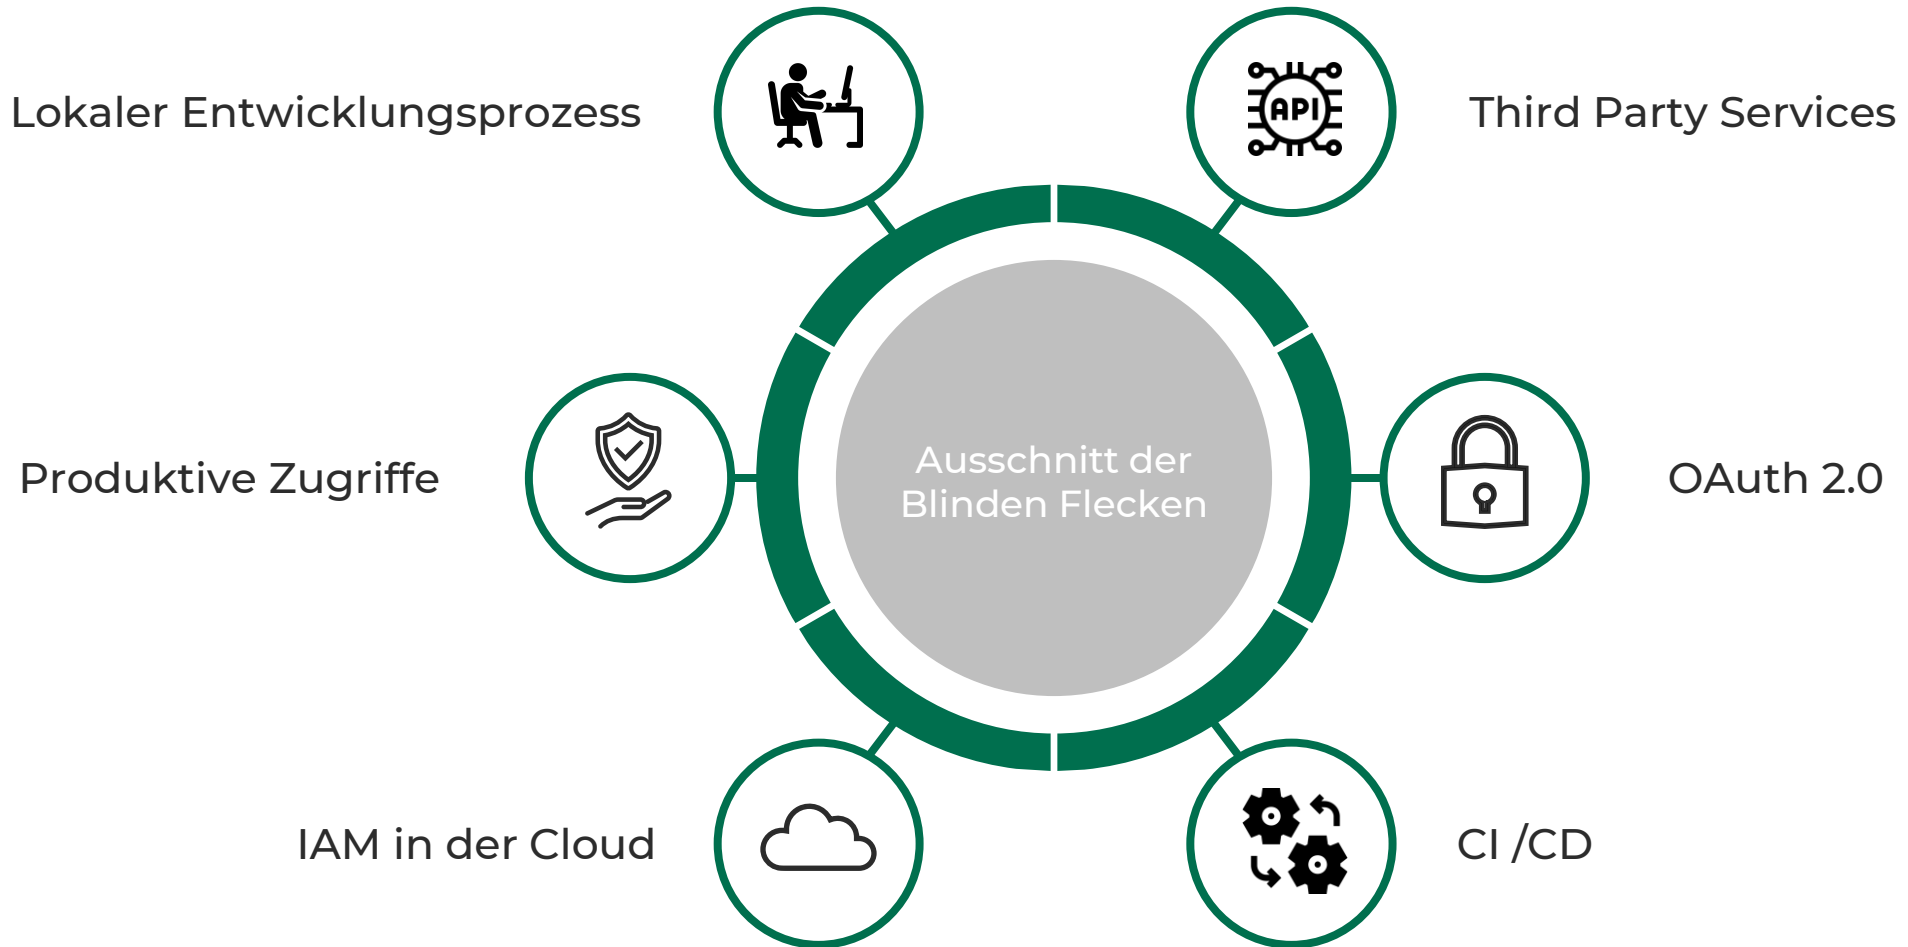 Lokaler Entwicklungsprozess
API
Third Party Services
Produktive Zugriffe
Ausschnitt der
Blinden Flecken
OAuth 2.0
IAM in der Cloud
CI /CD